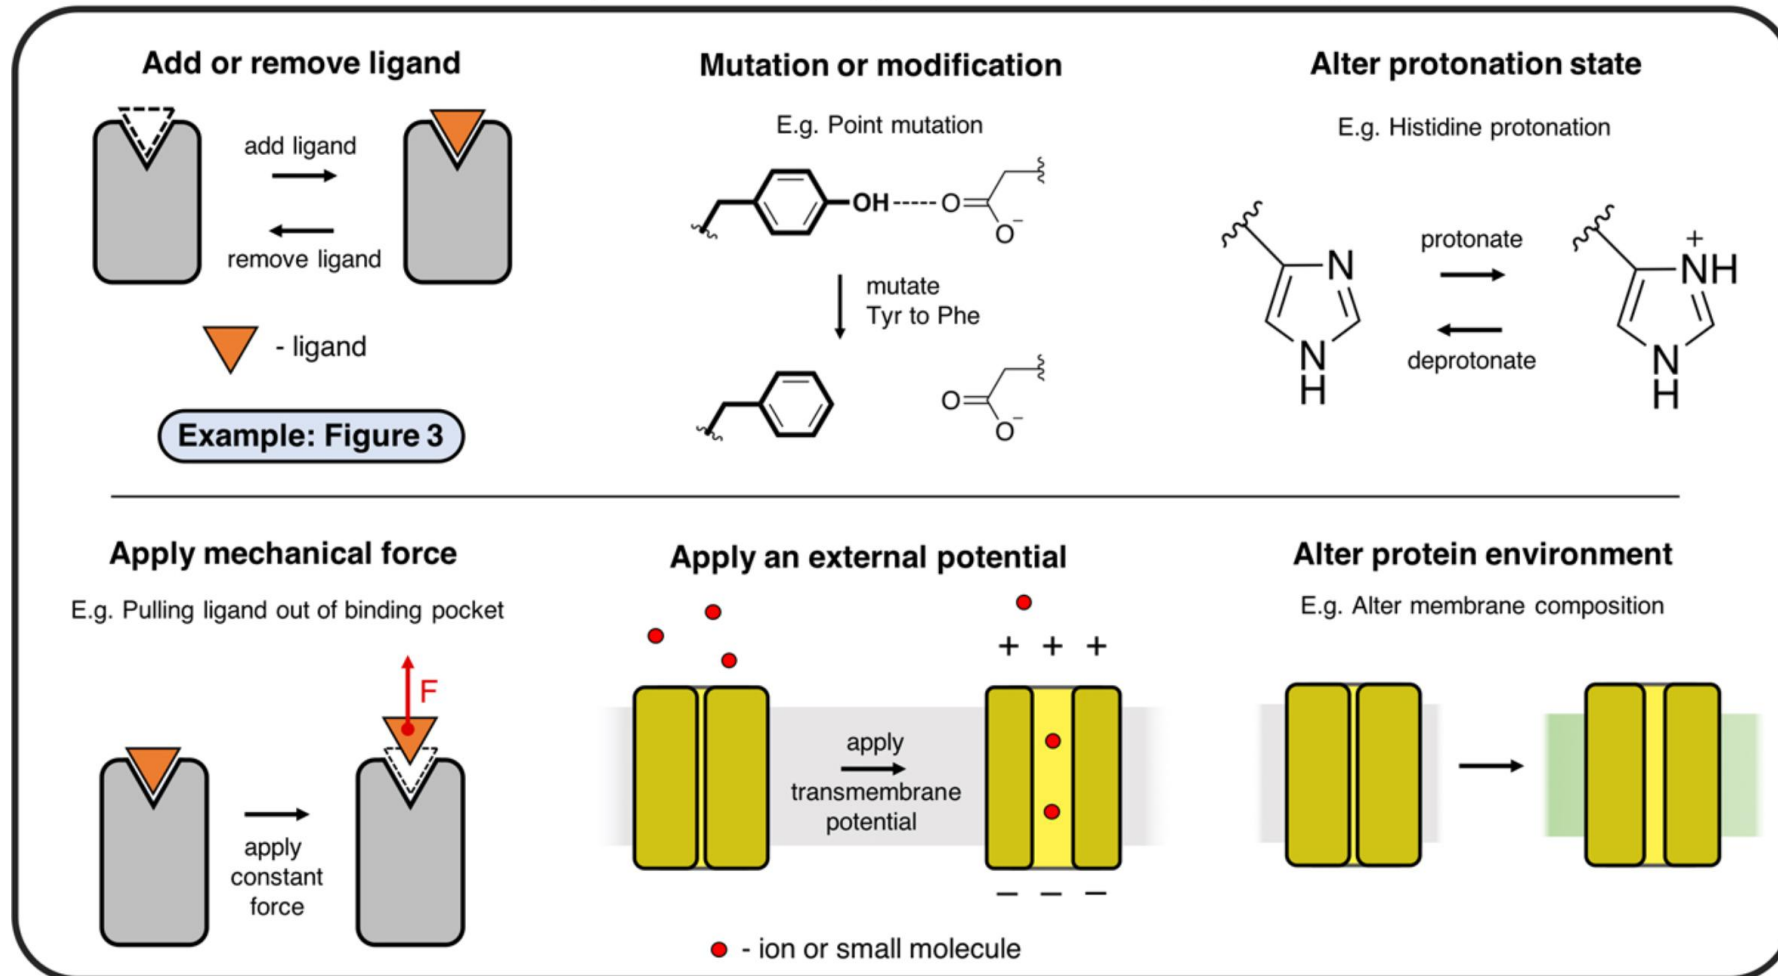 Add or remove ligand
add ligand
remove ligand
- ligand
Example: Figure 3
Mutation or modification
E.g. Point mutation
OH
O
O−
mutate
Tyr to Phe
O
O−
Alter protonation state
E.g. Histidine protonation
N
N
H
protonate
deprotonate
+
NH
N
H
Apply mechanical force
E.g. Pulling ligand out of binding pocket
F
apply
constant
force
Apply an external potential
+ + +
apply
transmembrane
potential
− − −
- ion or small molecule
Alter protein environment
E.g. Alter membrane composition